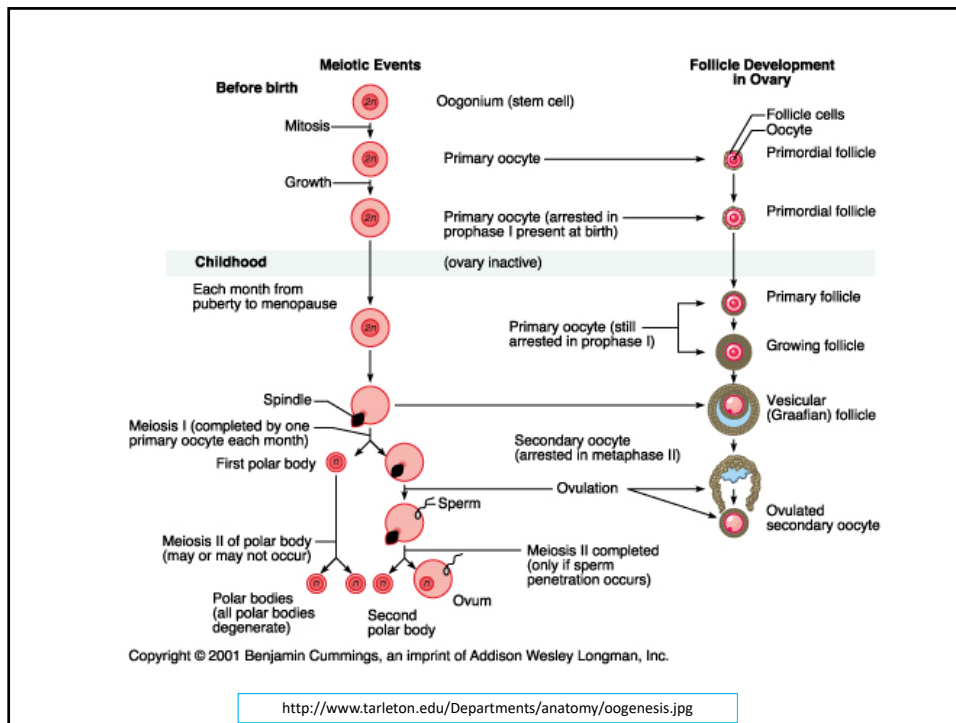 Meiotic Events
Follicle Development
in Ovary
Before birth
2n
Oogonium (stem cell)
Mitosis
Follicle cells
Oocyte
2n
Primary oocyte
Primordial follicle
Growth
2n
Primary oocyte (arrested in
prophase I present at birth)
Primordial follicle
Childhood
(ovary inactive)
Each month from
puberty to menopause
Primary follicle
2n
Primary oocyte (still
arrested in prophase I)
Growing follicle
Spindle
Vesicular
(Graafian) follicle
Meiosis I (completed by one
primary oocyte each month)
First polar body
n
Secondary oocyte
(arrested in metaphase II)
Ovulation
Sperm
Ovulated
secondary oocyte
Meiosis II of polar body
(may or may not occur)
Meiosis II completed
(only if sperm
penetration occurs)
n
n
n
n
Polar bodies
(all polar bodies
degenerate)
Second
polar body
Ovum
Copyright © 2001 Benjamin Cummings, an imprint of Addison Wesley Longman, Inc.
http://www.tarleton.edu/Departments/anatomy/oogenesis.jpg